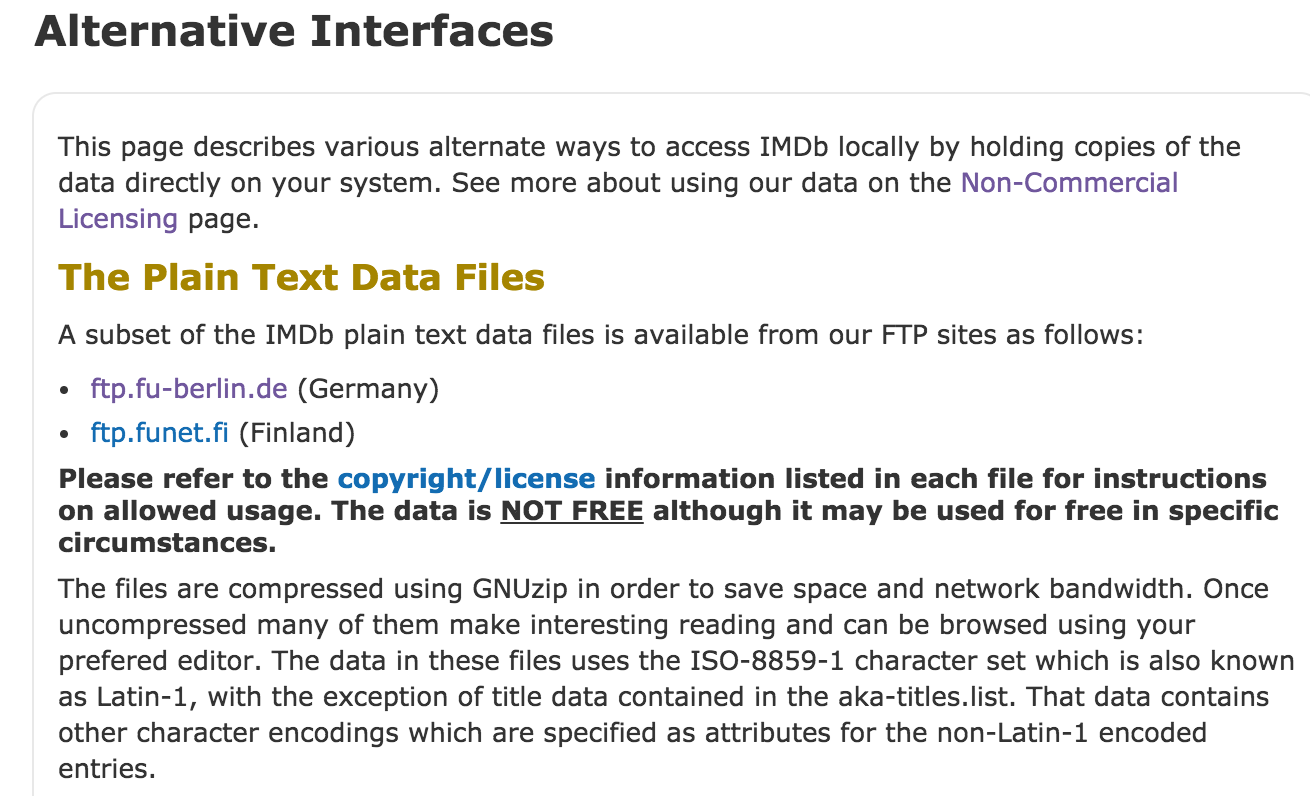 Alternative Interfaces
This page describes various alternate ways to access IMDb locally by holding copies of the
data directly on your system. See more about using our data on the Non-Commercial
Licensing page.
The Plain Text Data Files
A subset of the IMDb plain text data files is available from our FTP sites as follows:
• ftp.fu-berlin.de (Germany)
• ftp.funet.fi (Finland)
Please refer to the copyright/license information listed in each file for instructions
on allowed usage. The data is NOT FREE although it may be used for free in specific
circumstances.
The files are compressed using GNUzip in order to save space and network bandwidth. Once
uncompressed many of them make interesting reading and can be browsed using your
prefered editor. The data in these files uses the ISO-8859-1 character set which is also known
as Latin-1, with the exception of title data contained in the aka-titles.list. That data contains
other character encodings which are specified as attributes for the non-Latin-1 encoded
entries.